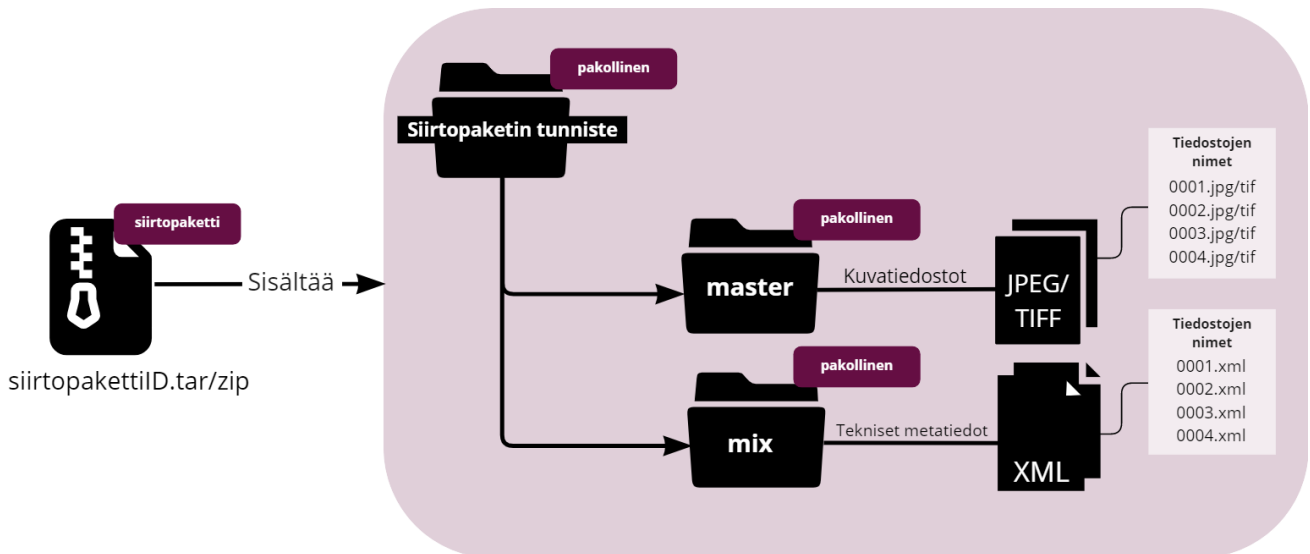 siirtopaketti
siirtopakettiID.tar/zip
Sisältää
pakollinen
Siirtopaketin tunniste
pakollinen
master
Kuvatiedostot
JPEG/
TIFF
Tiedostojen
nimet
0001.jpg/tif
0002.jpg/tif
0003.jpg/tif
0004.jpg/tif
pakollinen
mix
Tekniset metatiedot
XML
Tiedostojen
nimet
0001.xml
0002.xml
0003.xml
0004.xml